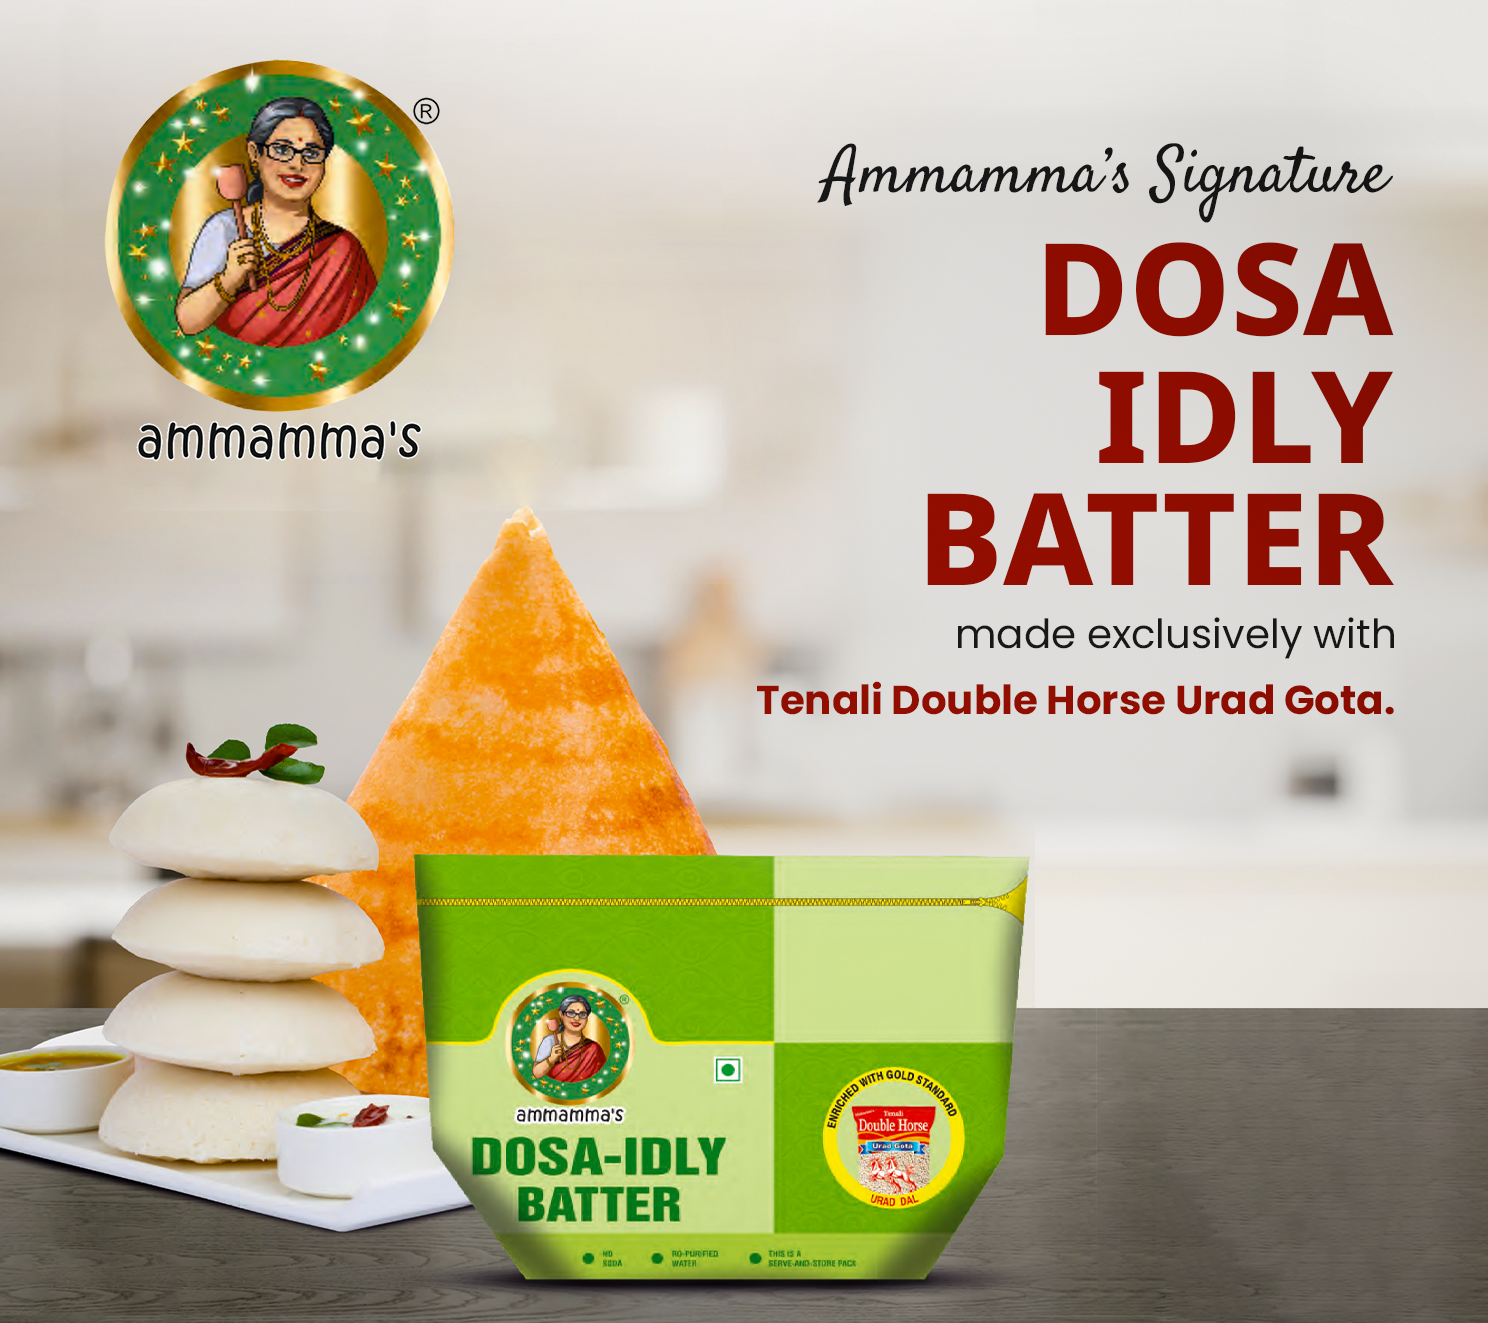 ®
ammamma's
Ammamma's Signature
DOSA
IDLY
BATTER
made exclusively with
Tenali Double Horse Urad Gota.
®
ammamma's
DOSA-IDLY
BATTER
ENRICHED WITH GOLD STANDARD
Tenali
Double Horse
Urad Gota
URAD DAL
NO
SODA
RO-PURIFIED
WATER
THIS IS A
SERVE-AND-STORE PACK